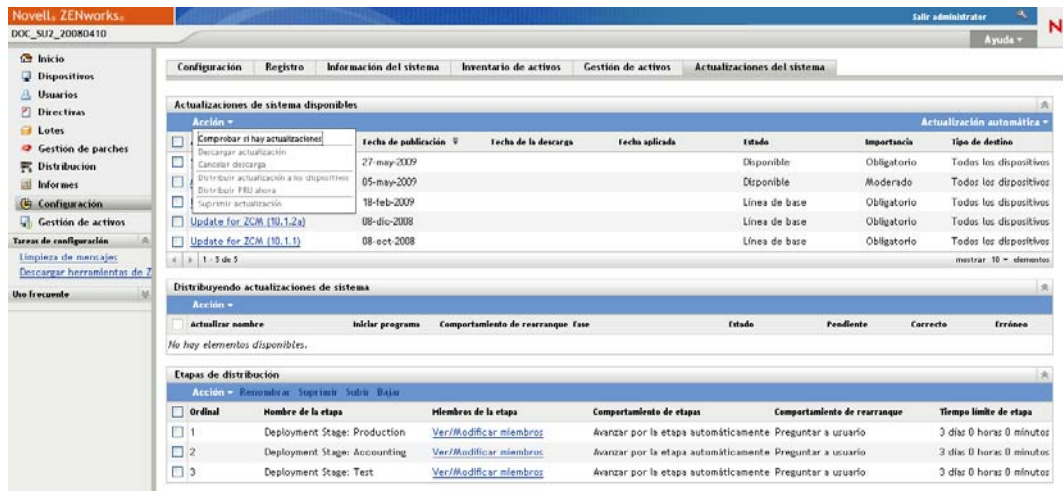 Novell. ZENworks.
Salir administrator
DOC_SU2_20080410
N
Ayuda
Inicio
Dispositivos
Usuarios
Directivas
Lotes
Gestión de parches
Distribución
Informes
Configuración
Gestión de activos
Tareas de configuración
Limpieza de mensajes
Descargar herramientas de Z
Uso frecuente
Configuración Registro Información del sistema Inventario de activos Gestión de activos Actualizaciones del sistema
Actualizaciones de sistema disponibles
Acción Actualización automática
Comprobar si hay actualizaciones
Descargar actualización
Cancelar descarga
Distribuir actualización a los dispositivos
Distribuir PRU ahora
Suprimir actualización
Fecha de publicación Fecha de la descarga Fecha aplicada Estado Importancia Tipo de destino
27-may-2009 Disponible Obligatorio Todos los dispositivos
05-may-2009 Disponible Moderado Todos los dispositivos
18-feb-2009 Línea de base Obligatorio Todos los dispositivos
Update for ZCM (10.1.2a) 08-dic-2008 Línea de base Obligatorio Todos los dispositivos
Update for ZCM (10.1.1) 08-oct-2008 Línea de base Obligatorio Todos los dispositivos
1 - 5 de 5 mostrar 10 elementos
Distribuyendo actualizaciones de sistema
Acción
Actualizar nombre Iniciar programa Comportamiento de rearranque Fase Estado Pendiente Correcto Erróneo
No hay elementos disponibles.
Etapas de distribución
Acción Renombrar Suprimir Subir Bajar
Ordinal Nombre de la etapa Miembros de la etapa Comportamiento de etapas Comportamiento de rearranque Tiempo límite de etapa
1 Deployment Stage: Production Ver/Modificar miembros Avanzar por la etapa automáticamente Preguntar a usuario 3 días 0 horas 0 minutos
2 Deployment Stage: Accounting Ver/Modificar miembros Avanzar por la etapa automáticamente Preguntar a usuario 3 días 0 horas 0 minutos
3 Deployment Stage: Test Ver/Modificar miembros Avanzar por la etapa automáticamente Preguntar a usuario 3 días 0 horas 0 minutos